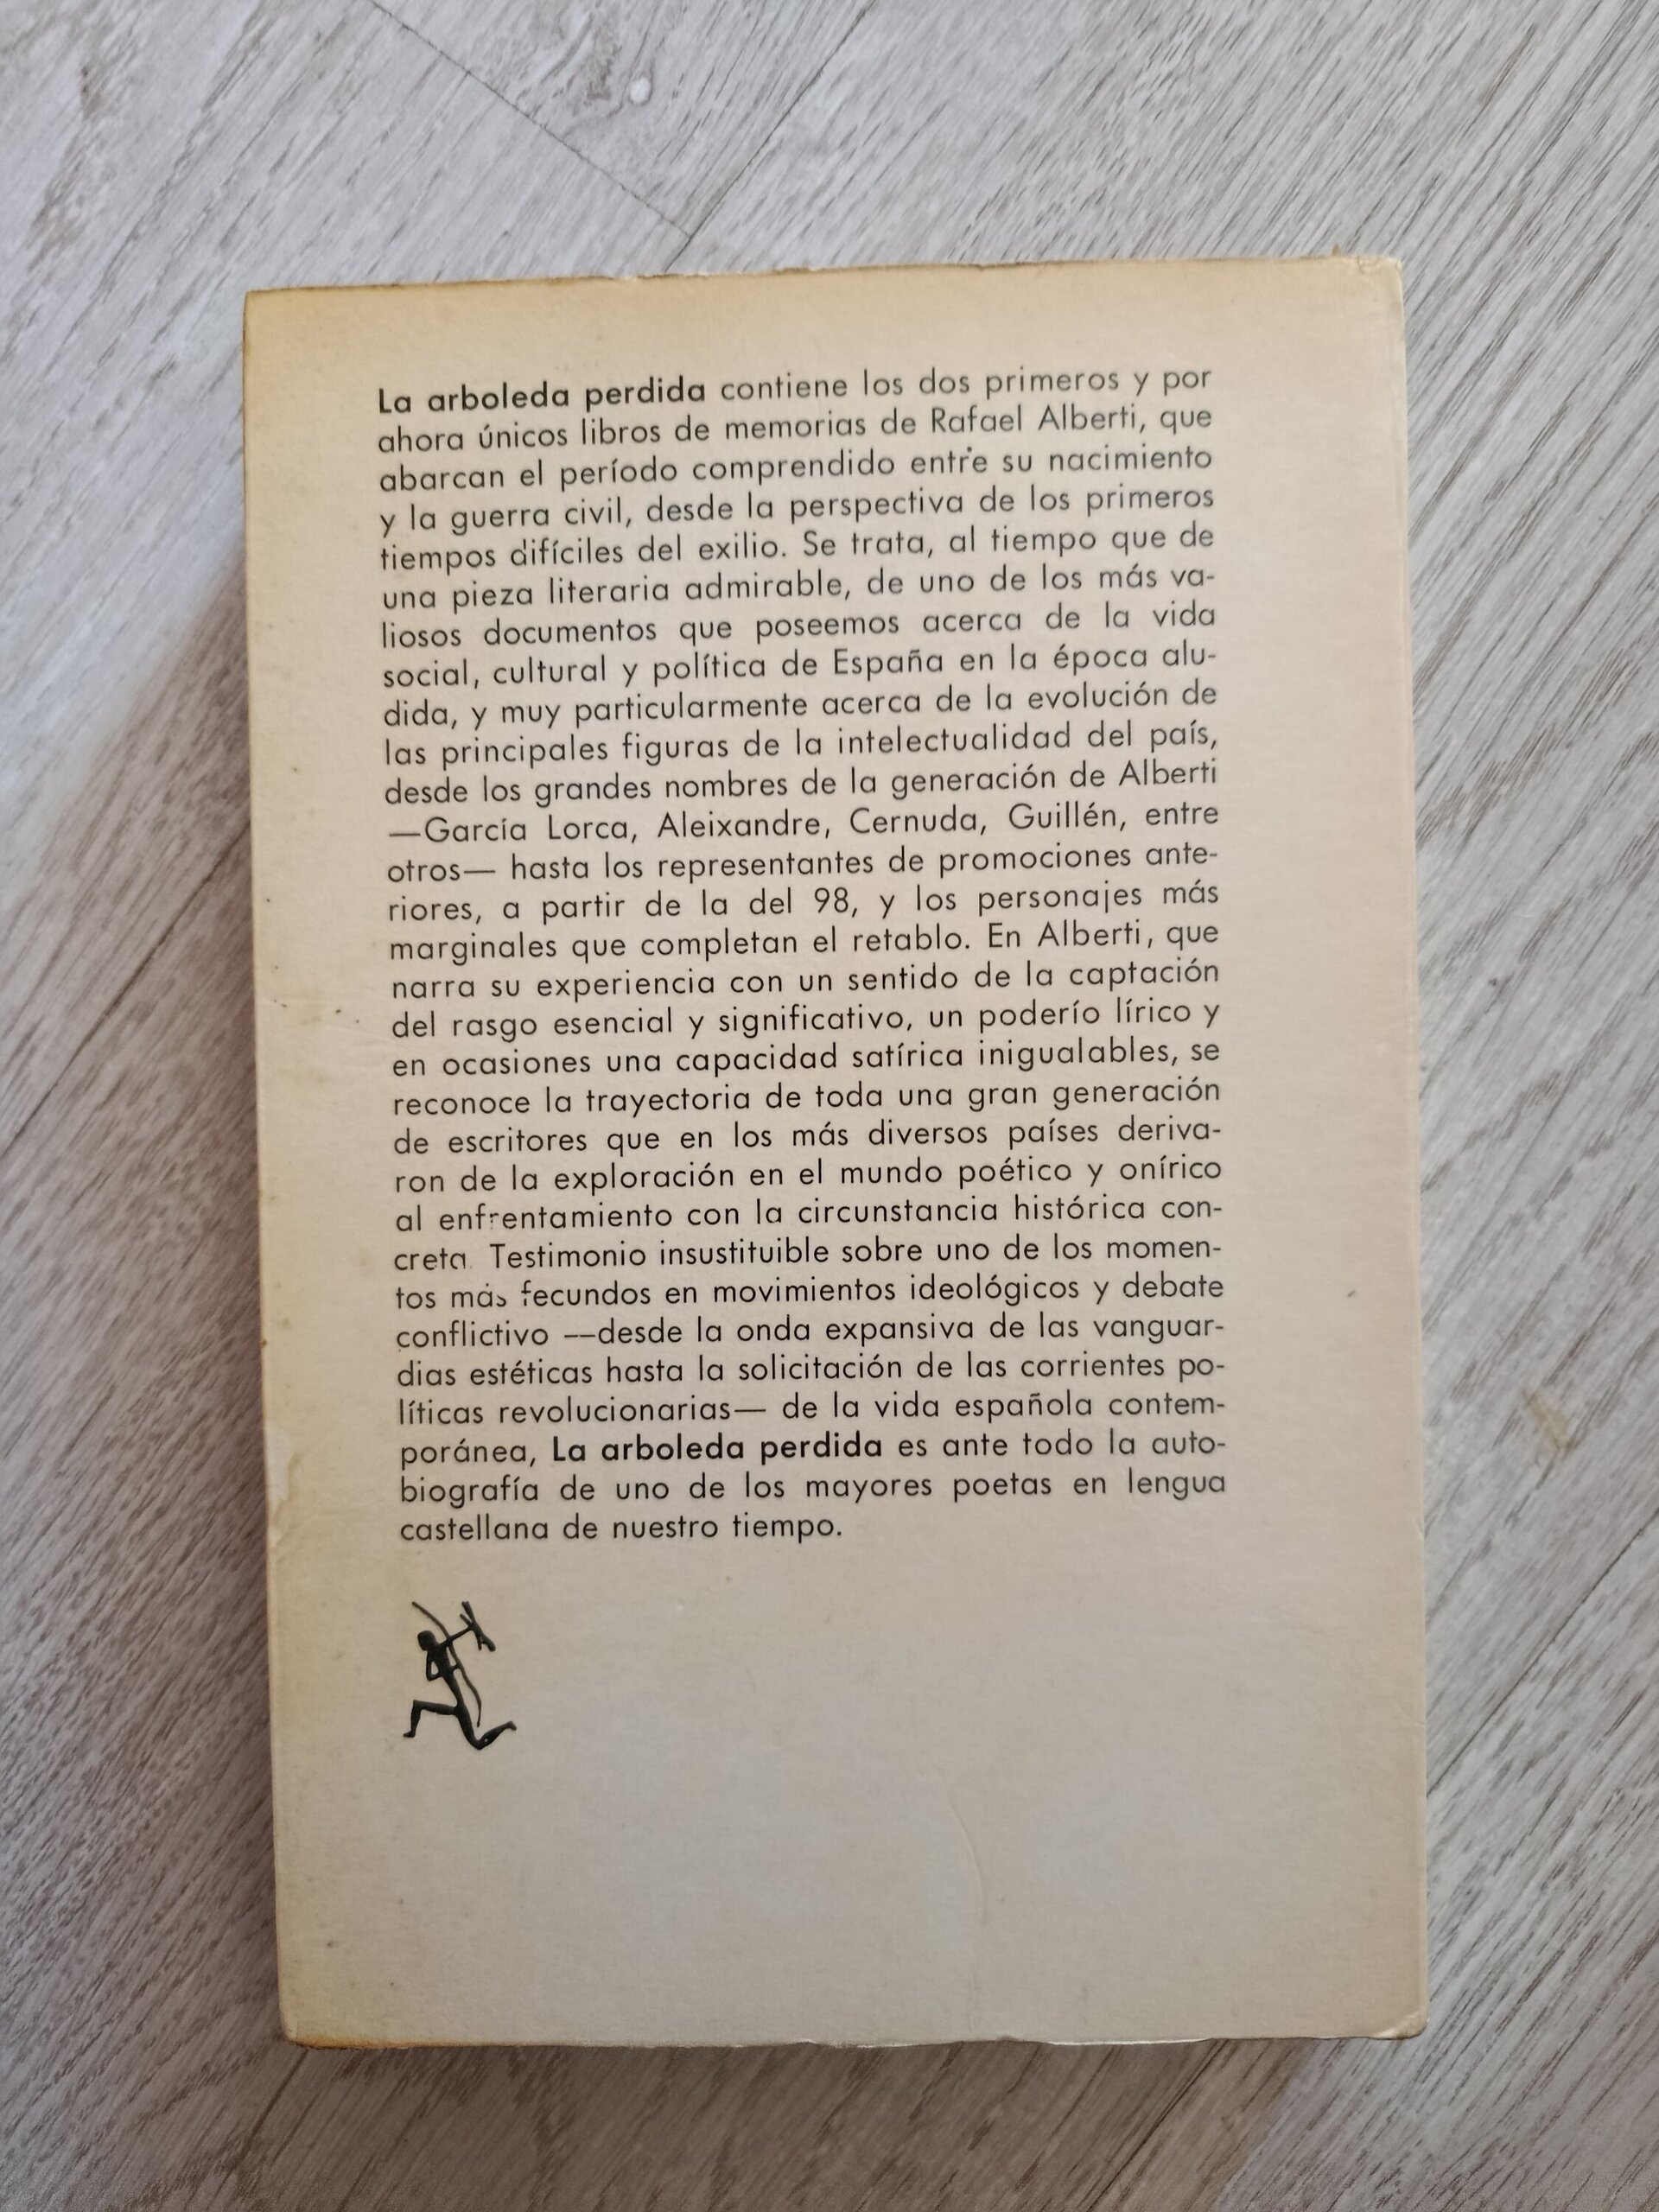 La arboleda perdida contiene los dos primeros y por
ahora únicos libros de memorias de Rafael Alberti, que
abarcan el período comprendido entre su nacimiento
y la guerra civil, desde la perspectiva de los primeros
tiempos difíciles del exilio. Se trata, al tiempo que de
una pieza literaria admirable, de uno de los más va-
liosos documentos que poseemos acerca de la vida
social, cultural y política de España en la época alu-
dida, y muy particularmente acerca de la evolución de
las principales figuras de la intelectualidad del país,
desde los grandes nombres de la generación de Alberti
—García Lorca, Aleixandre, Cernuda, Guillén, entre
otros— hasta los representantes de promociones ante-
riores, a partir de la del 98, y los personajes más
marginales que completan el retablo. En Alberti, que
narra su experiencia con un sentido de la captación
del rasgo esencial y significativo, un poderío lírico y
en ocasiones una capacidad satírica inigualables, se
reconoce la trayectoria de toda una gran generación
de escritores que en los más diversos países deriva-
ron de la exploración en el mundo poético y onírico
al enfrentamiento con la circunstancia histórica con-
creta. Testimonio insustituible sobre uno de los momen-
tos más fecundos en movimientos ideológicos y debate
conflictivo —desde la onda expansiva de las vanguar-
dias estéticas hasta la solicitación de las corrientes po-
líticas revolucionarias— de la vida española contem-
poránea, La arboleda perdida es ante todo la auto-
biografía de uno de los mayores poetas en lengua
castellana de nuestro tiempo.